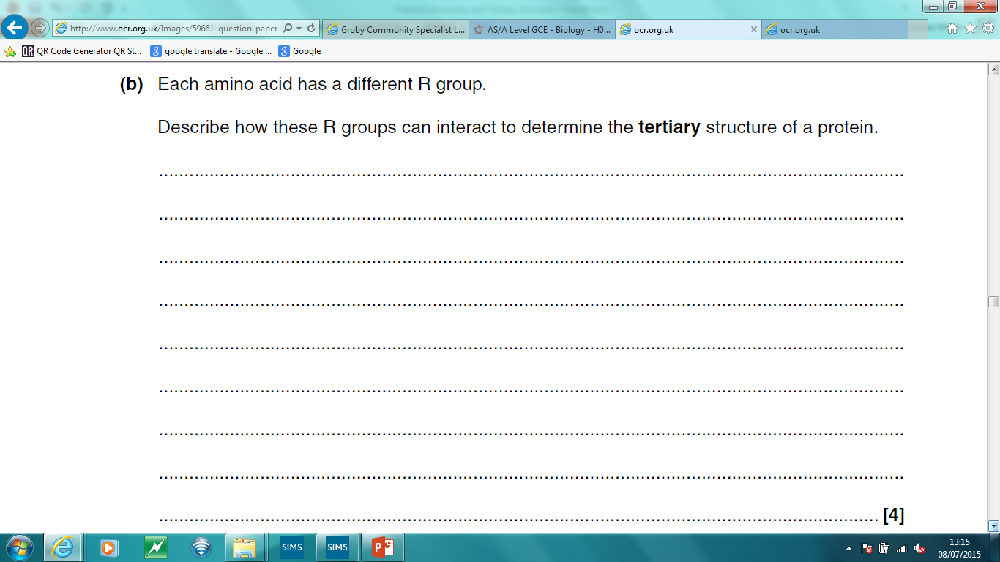 http://www.ocr.org.uk/Images/59661-question-paper-
Groby Community Specialist L...
AS/A Level GCE - Biology - H0...
ocr.org.uk
ocr.org.uk
QR Code Generator QR St...
google translate - Google ...
Google
(b) Each amino acid has a different R group.
Describe how these R groups can interact to determine the tertiary structure of a protein.
[4]
SIMS
SIMS
13:15
08/07/2015